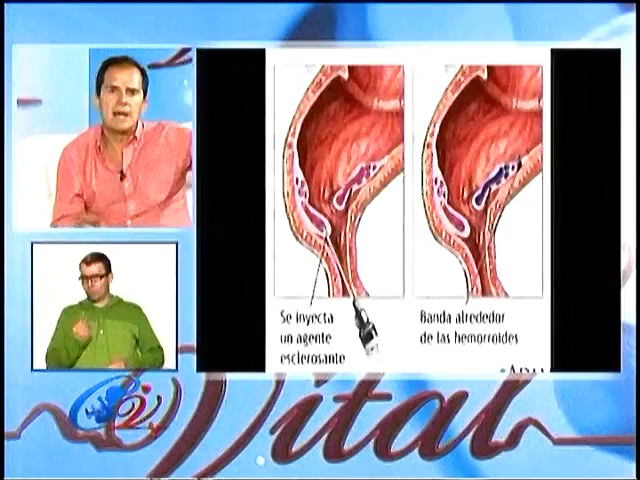 Se inyecta
un agente
esclerosante
Banda alrededor
de las hemorroides
Vital